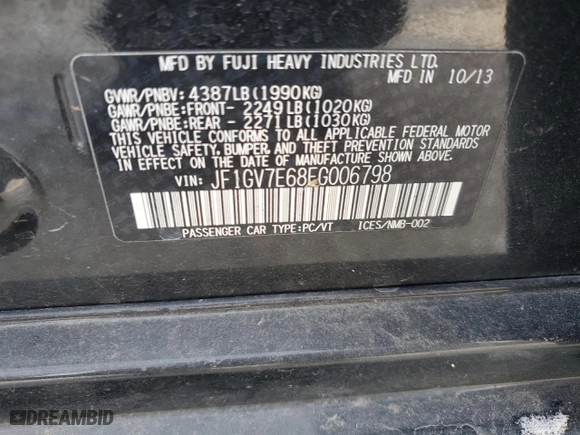 MFD BY FUJI HEAVY INDUSTRIES LTD.
MFD IN 10/13
GVWR/PNBV: 4387LB(1990KG)
GAWR/PNBE:FRONT- 2249LB(1020KG)
GAWR/PNBE:REAR - 2271LB(1030KG)
THIS VEHICLE CONFORMS TO ALL APPLICABLE FEDERAL MOTOR
VEHICLE SAFETY, BUMPER, AND THEFT PREVENTION STANDARDS
IN EFFECT ON THE DATE OF MANUFACTURE SHOWN ABOVE.
VIN: JF1GV7E68EG006798
PASSENGER CAR TYPE:PC/VT ICES/NMB-002
DREAMBID